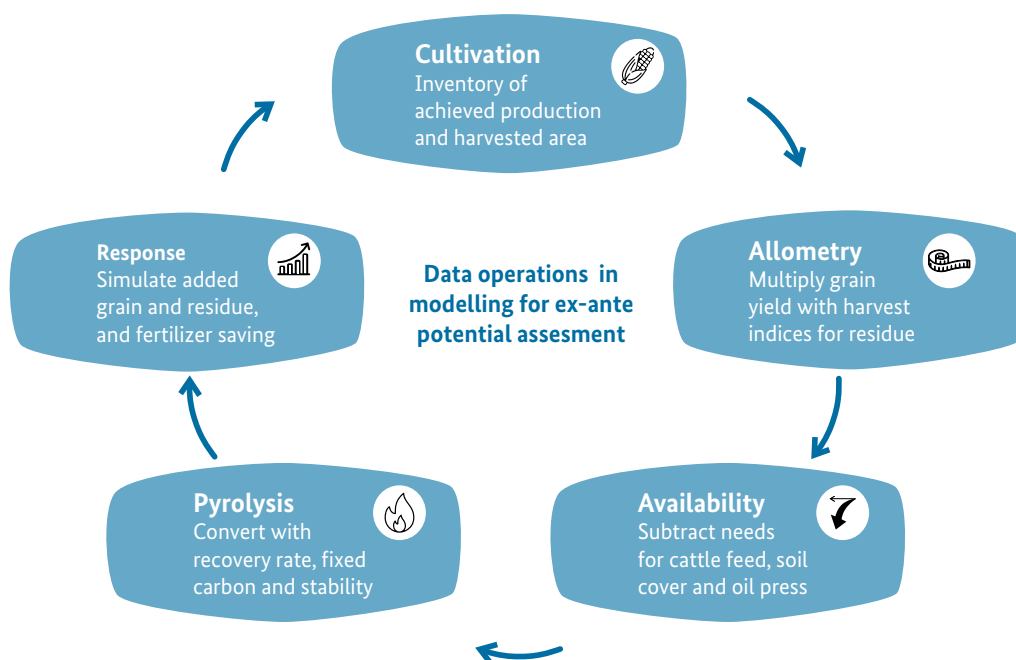 Cultivation
Inventory of
achieved production
and harvested area
Response
Simulate added
grain and residue,
and fertilizer saving
Data operations in
modelling for ex-ante
potential assesment
Allometry
Multiply grain
yield with harvest
indices for residue
Pyrolysis
Convert with
recovery rate, fixed
carbon and stability
Availability
Subtract needs
for cattle feed, soil
cover and oil press